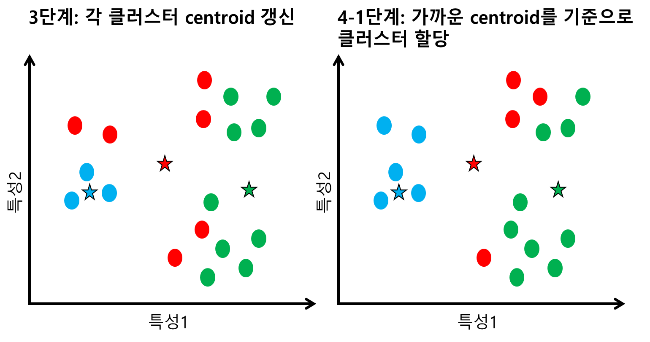 3단계: 각 클러스터 centroid 갱신
특성2
특성1
4-1단계: 가까운 centroid를 기준으로
클러스터 할당
특성2
특성1